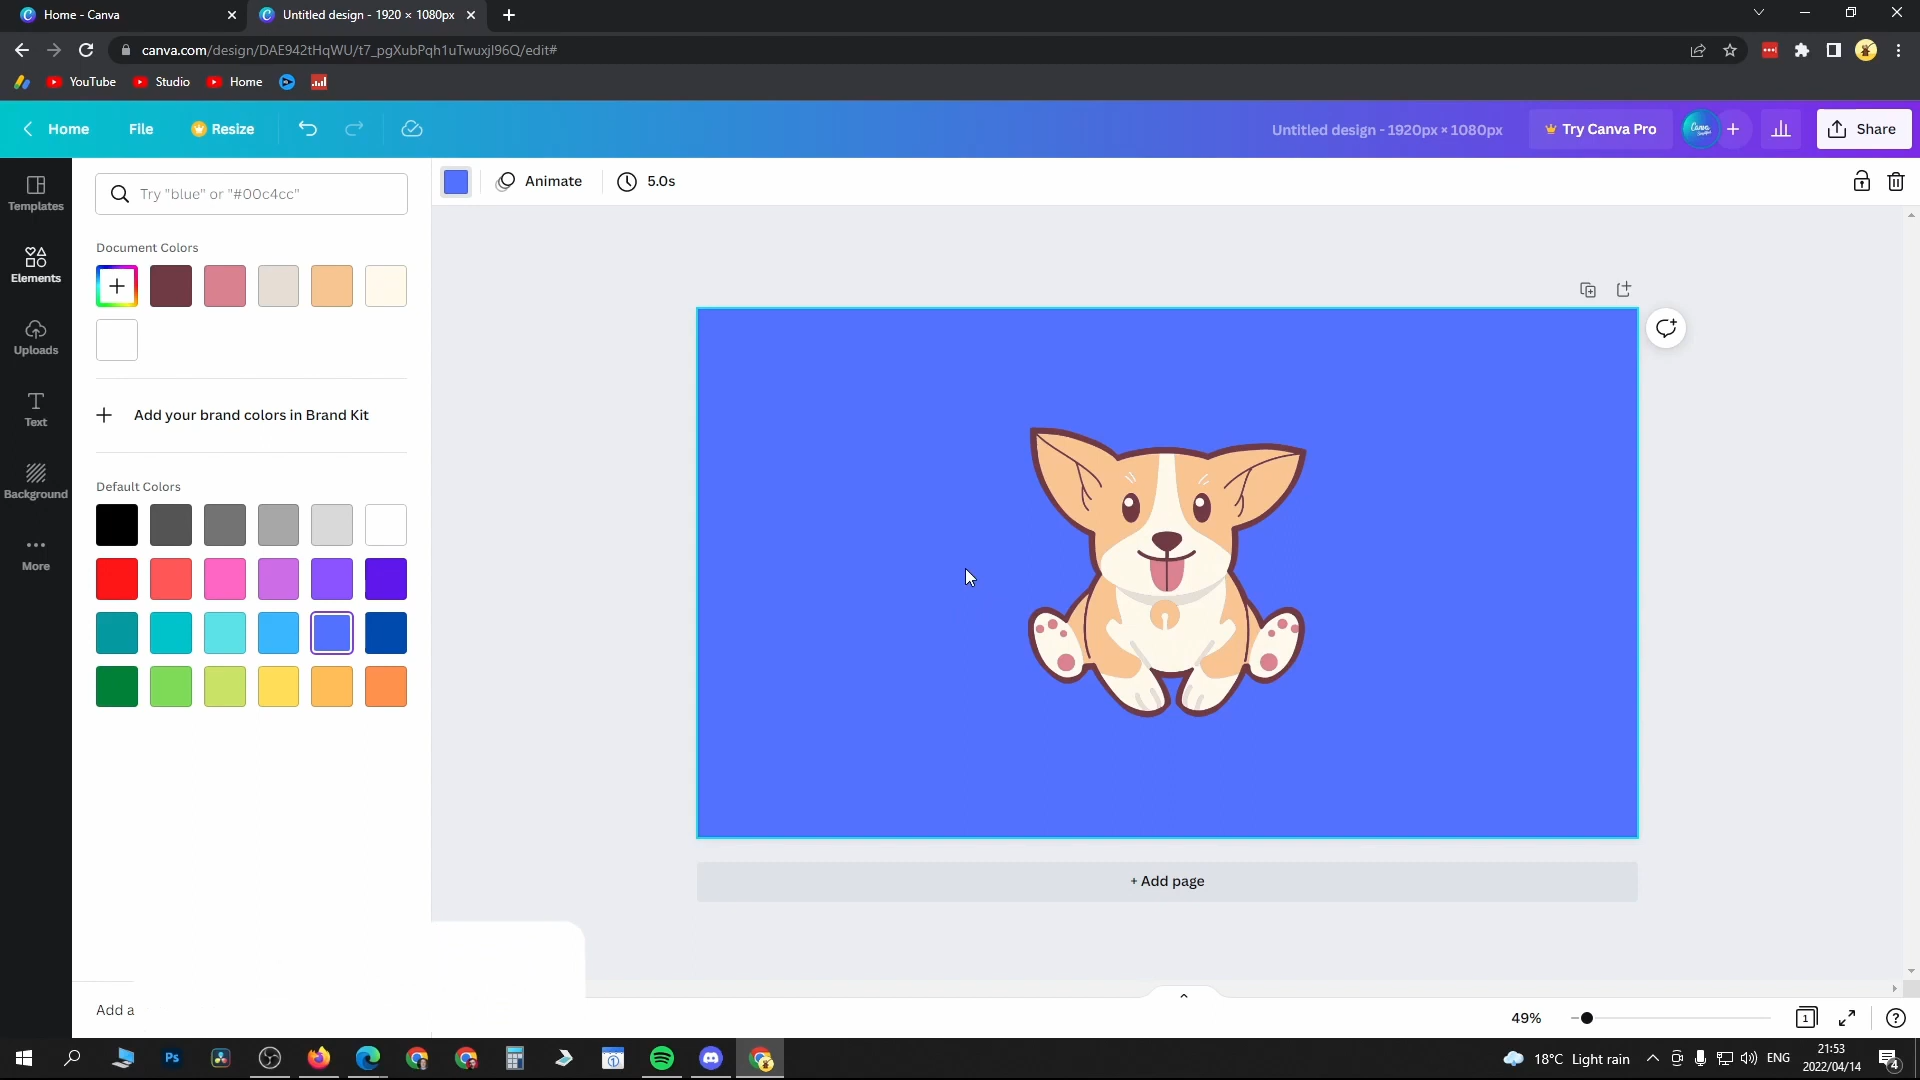 Home - Canva
Untitled design - 1920 × 1080px
canva.com/design/DAE942tHqWU/t7_pgXubPqh1uTwuxjl96Q/edit#
YouTube
Studio
Home
Home
File
Resize
Untitled design - 1920px × 1080px
Try Canva Pro
Share
Templates
Elements
Uploads
Text
Background
More
Try "blue" or "#00c4cc"
Animate
5.0s
Document Colors
+ Add your brand colors in Brand Kit
Default Colors
+ Add page
Add a
49%
1
?
Ps
18°C Light rain
ENG
21:53
2022/04/14
4